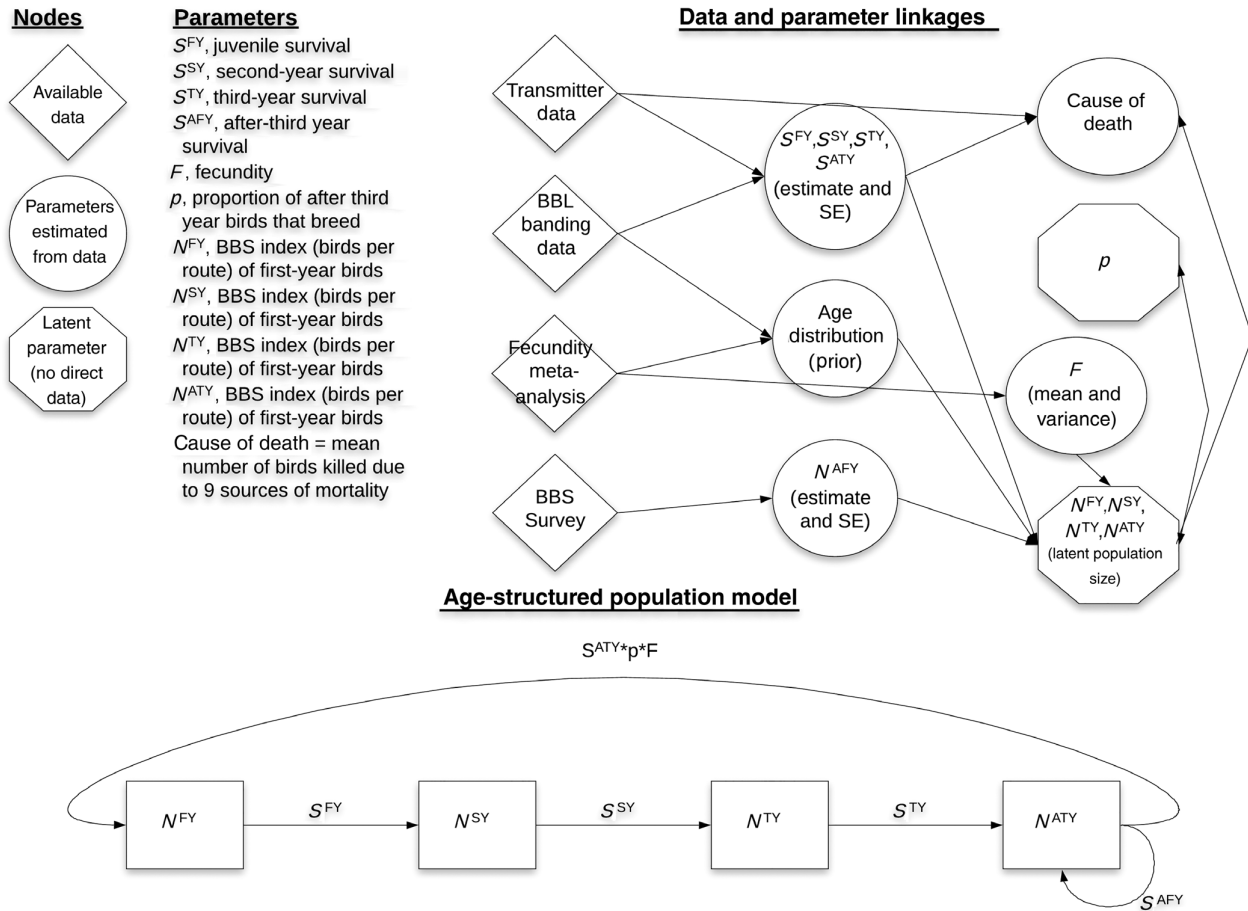 Nodes
Available
data
Parameters
estimated
from data
Latent
parameter
(no direct
data)
Parameters
S^FY, juvenile survival
S^SY, second-year survival
S^TY, third-year survival
S^AFY, after-third year
survival
F, fecundity
p, proportion of after third
year birds that breed
N^FY, BBS index (birds per
route) of first-year birds
N^SY, BBS index (birds per
route) of first-year birds
N^TY, BBS index (birds per
route) of first-year birds
N^ATY, BBS index (birds per
route) of first-year birds
Cause of death = mean
number of birds killed due
to 9 sources of mortality
Data and parameter linkages
Transmitter
data
BBL
banding
data
Fecundity
meta-
analysis
BBS
Survey
S^FY,S^SY,S^TY,
S^ATY
(estimate and
SE)
Age
distribution
(prior)
N^AFY
(estimate
and SE)
Cause of
death
p
F
(mean and
variance)
N^FY,N^SY,
N^TY,N^ATY
(latent population
size)
Age-structured population model
S^ATY*p*F
N^FY
S^FY
N^SY
S^SY
N^TY
S^TY
N^ATY
S^AFY